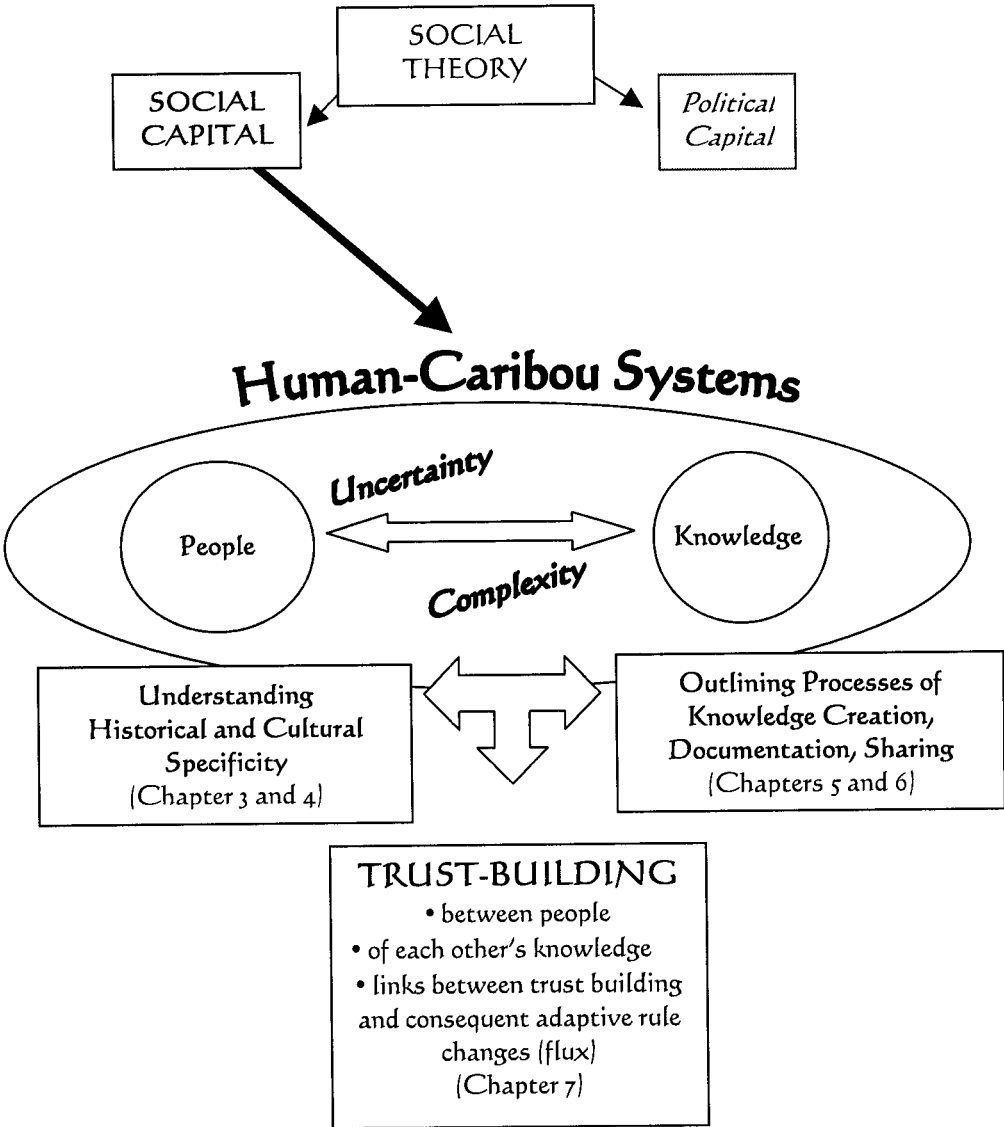 SOCIAL
THEORY
SOCIAL
CAPITAL
Political
Capital
Human-Caribou Systems
Uncertainty
People
Knowledge
Complexity
Understanding
Historical and Cultural
Specificity
(Chapter 3 and 4)
Outlining Processes of
Knowledge Creation,
Documentation, Sharing
(Chapters 5 and 6)
TRUST-BUILDING
• between people
• of each other's knowledge
• links between trust building
and consequent adaptive rule
changes (flux)
(Chapter 7)